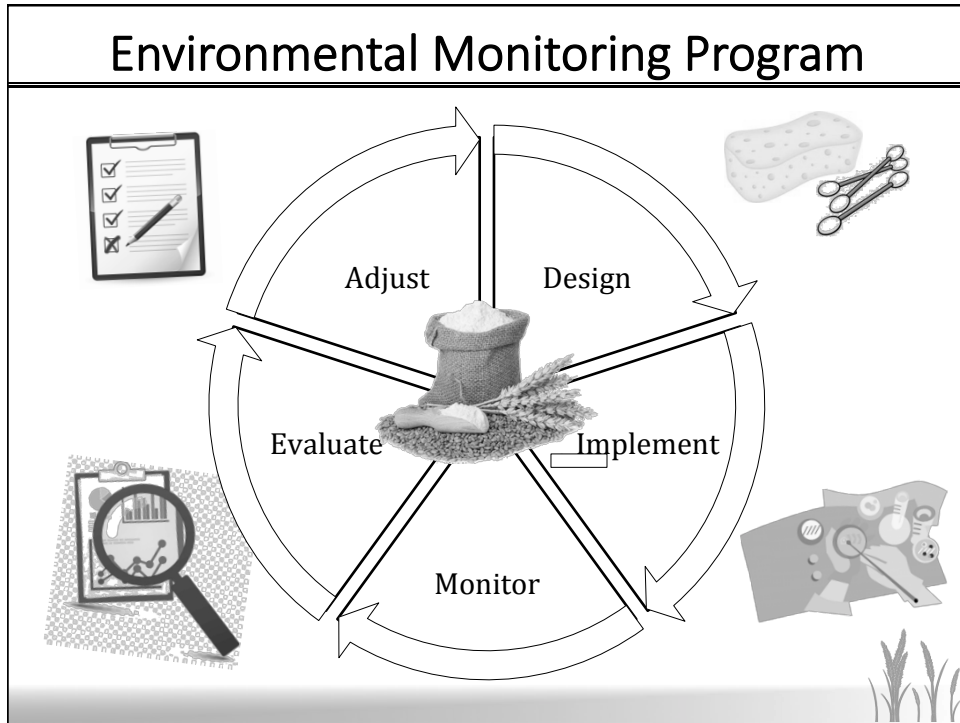 Environmental Monitoring Program
Adjust
Design
Evaluate
Implement
Monitor